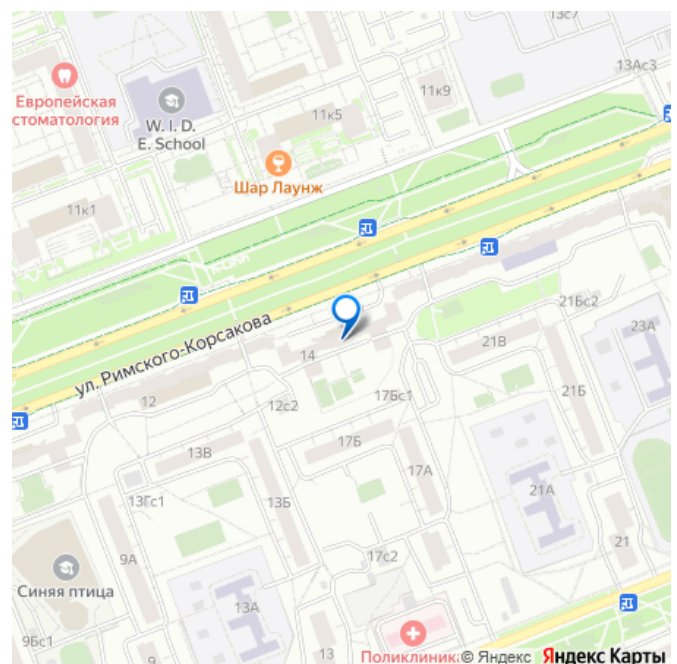 13с7
13Ас3
Европейская
стоматология
11к9
11к5
W. I. D.
E. School
Шар Лаунж
11к1
21Бс2
23А
ул. Римского-Корсакова
14
21В
12
12с2
17Бс1
21Б
17Б
13В
17А
13Гс1
13Б
21А
9А
17с2
21
Синяя птица
13А
9Бс1
9
13
Поликлиника
© Яндекс Яндекс Карты